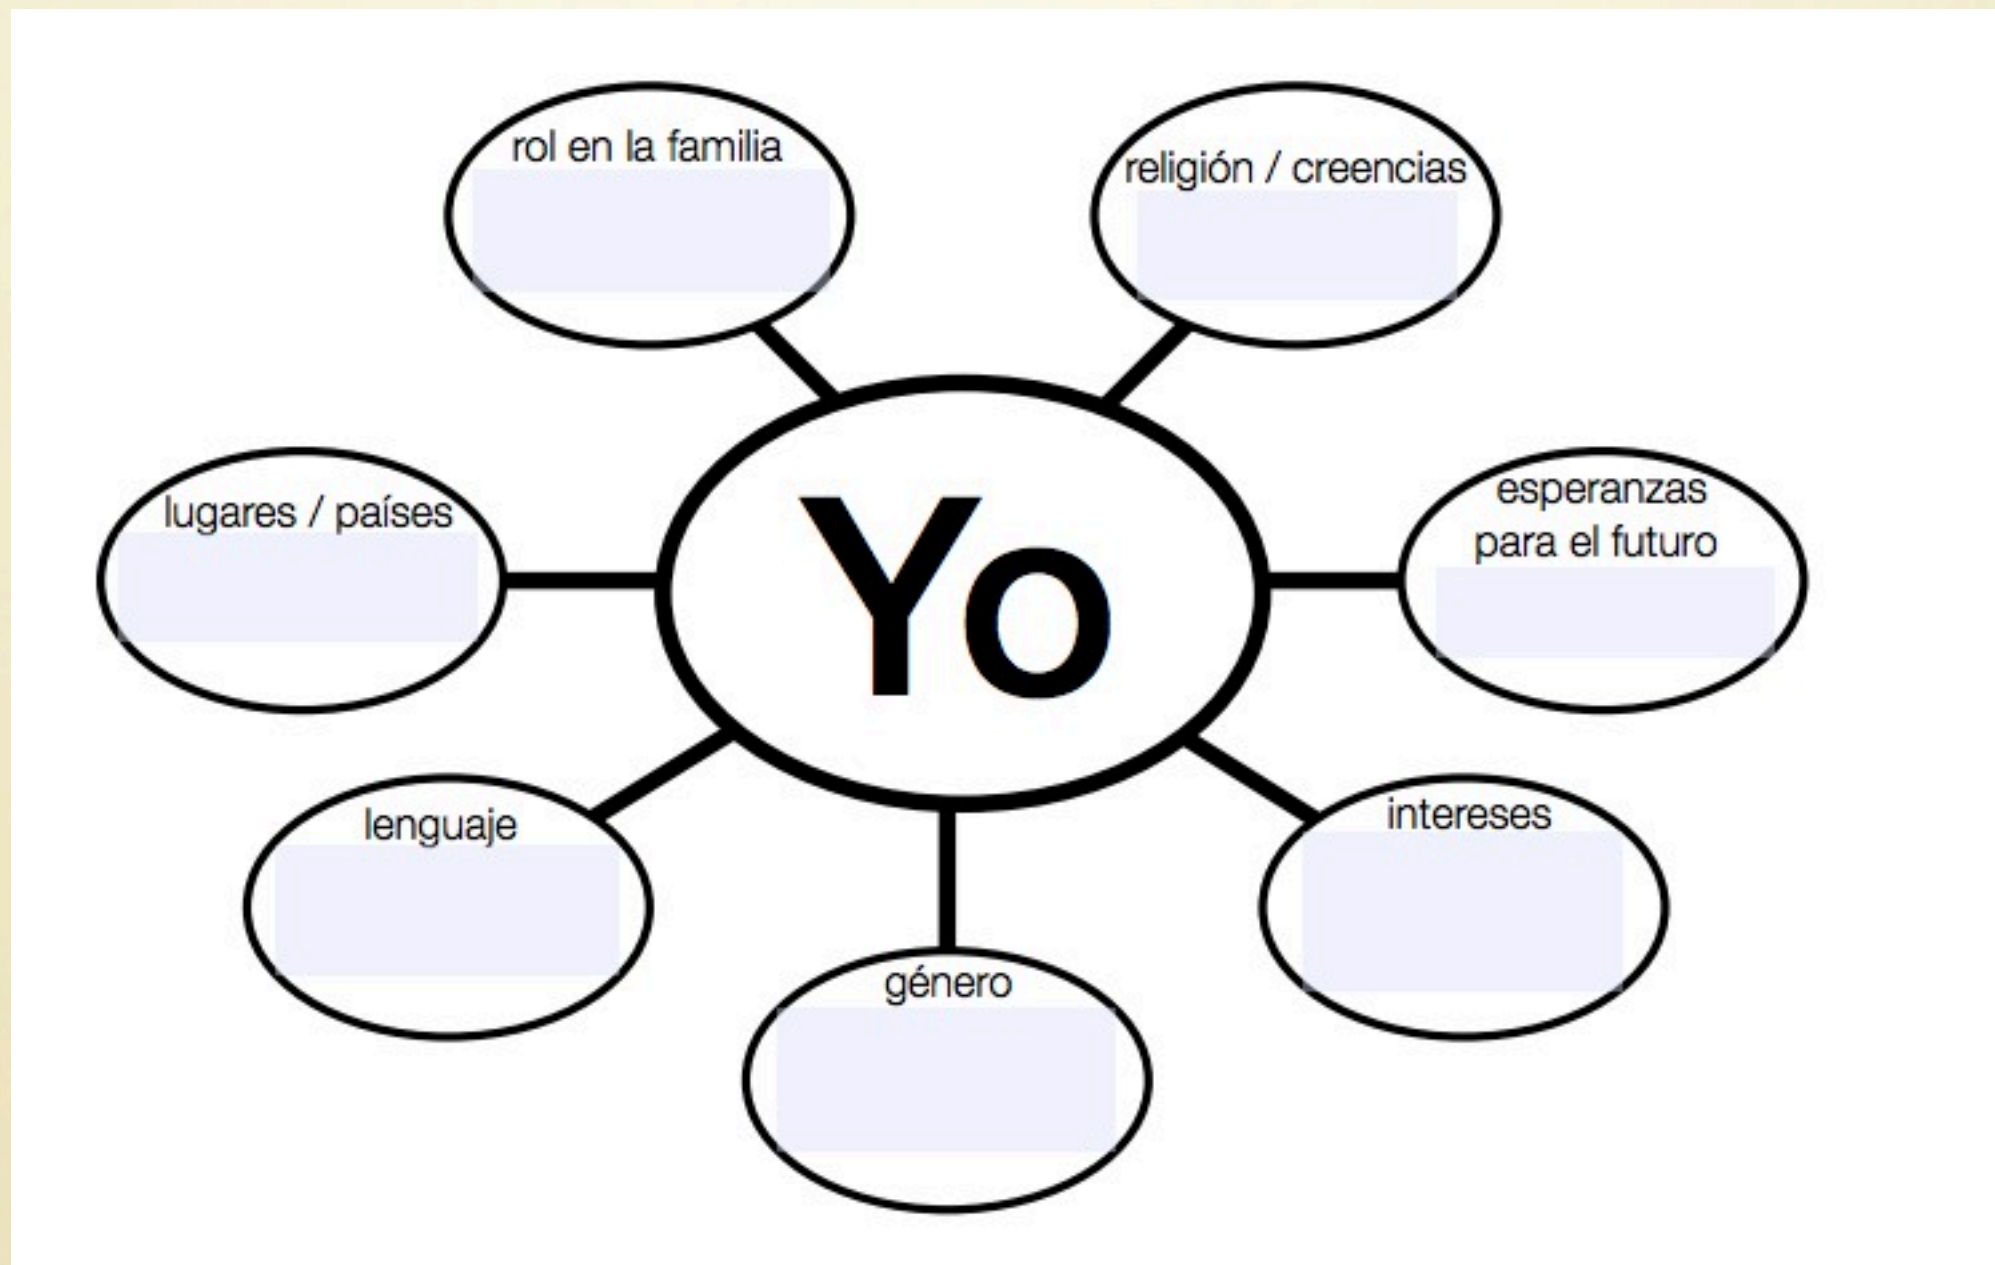 rol en la familia
religión / creencias
lugares / países
Yo
esperanzas
para el futuro
lenguaje
intereses
género